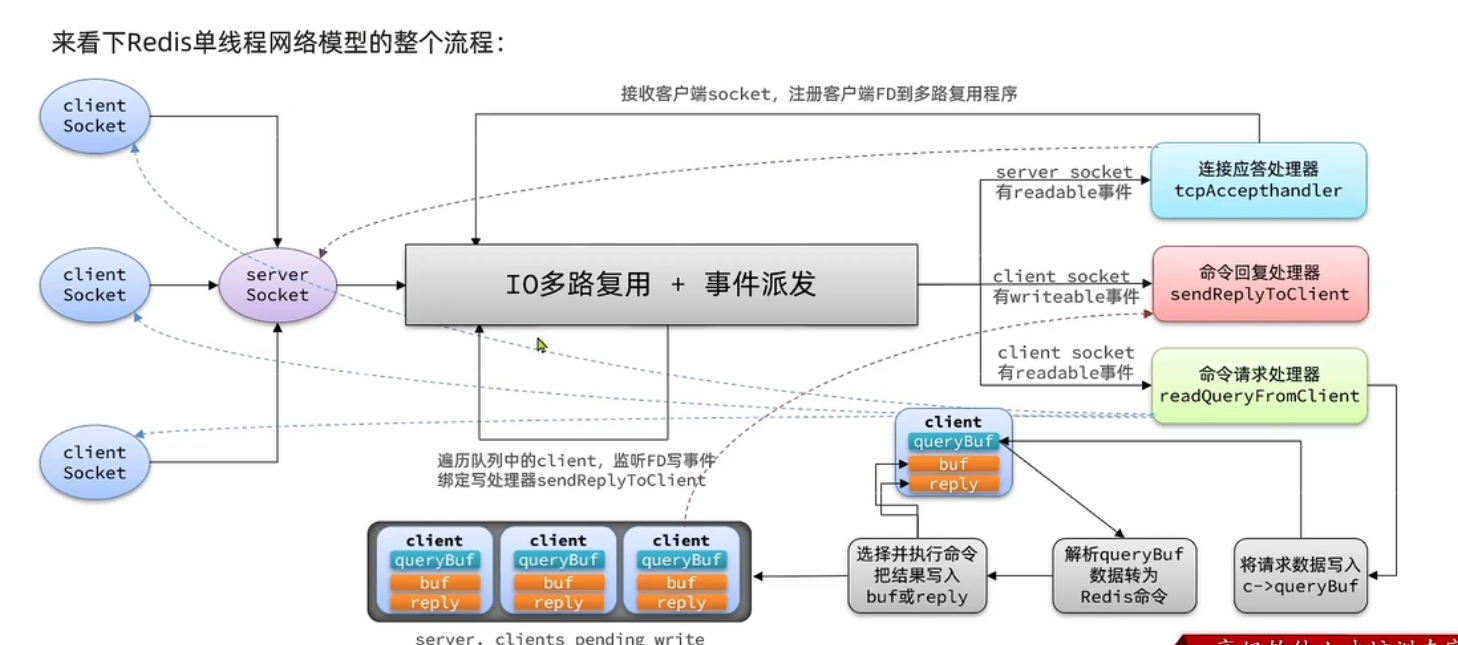 来看下Redis单线程网络模型的整个流程：
接收客户端socket，注册客户端FD到多路复用程序
client
Socket
client
Socket
client
Socket
server
Socket
IO多路复用 + 事件派发
server socket
有readable事件
连接应答处理器
tcpAccepthandler
client socket
有writeable事件
命令回复处理器
sendReplyToClient
client socket
有readable事件
命令请求处理器
readQueryFromClient
遍历队列中的client，监听FD写事件
绑定写处理器sendReplyToClient
client
queryBuf
buf
reply
client
queryBuf
buf
reply
client
queryBuf
buf
reply
client
queryBuf
buf
reply
选择并执行命令
把结果写入
buf或reply
解析queryBuf
数据转为
Redis命令
将请求数据写入
c->queryBuf
server. clients pending write